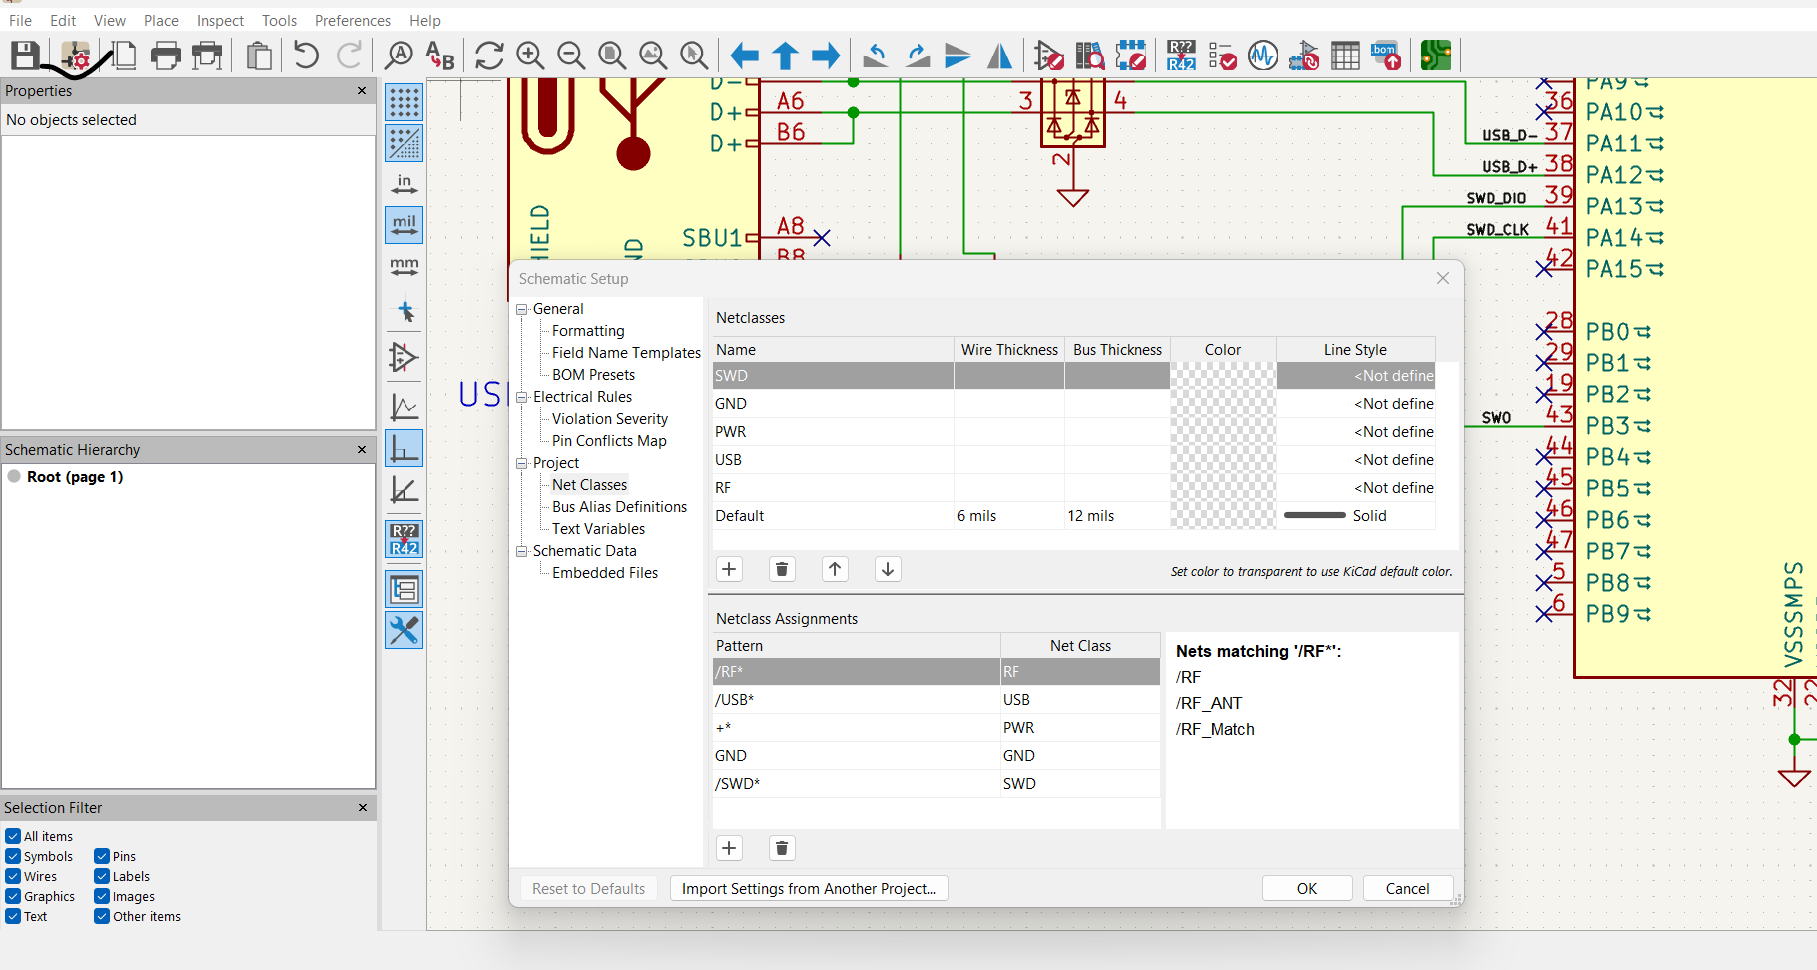 File Edit View Place Inspect Tools Preferences Help
Properties
No objects selected
Schematic Hierarchy
Root (page 1)
Selection Filter
All items
Symbols Pins
Wires Labels
Graphics Images
Text Other items
in
mil
mm
R??
R42
A
A B
R??
R42
bom
D-
D+ A6
D+ B6
SBU1 A8
B8
3 4
2
USB_D- 37 PA11
USB_D+ 38 PA12
SWD_DIO 39 PA13
SWD_CLK 41 PA14
42 PA15
PA9
36 PA10
28 PB0
29 PB1
19 PB2
SWO 43 PB3
44 PB4
45 PB5
46 PB6
47 PB7
5 PB8
6 PB9
VSSSMPS
32
Schematic Setup
General
Formatting
Field Name Templates
BOM Presets
Electrical Rules
Violation Severity
Pin Conflicts Map
Project
Net Classes
Bus Alias Definitions
Text Variables
Schematic Data
Embedded Files
Netclasses
Name Wire Thickness Bus Thickness Color Line Style
SWD <Not define
GND <Not define
PWR <Not define
USB <Not define
RF <Not define
Default 6 mils 12 mils Solid
Set color to transparent to use KiCad default color.
Netclass Assignments
Pattern Net Class
/RF* RF
/USB* USB
+* PWR
GND GND
/SWD* SWD
Nets matching '/RF*':
/RF
/RF_ANT
/RF_Match
Reset to Defaults Import Settings from Another Project... OK Cancel